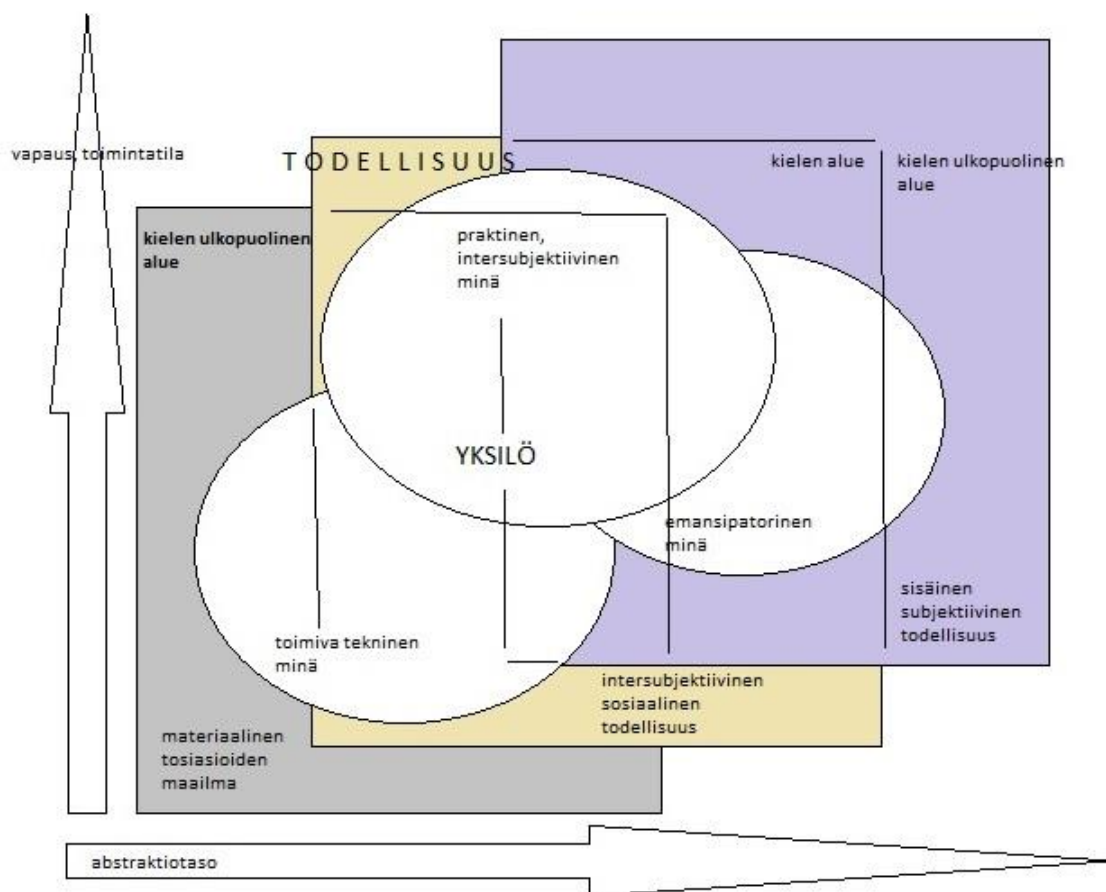 vapaus, toimintatila
TODELLISUUS
kielen alue
kielen ulkopuolinen
alue
kielen ulkopuolinen
alue
praktinen,
intersubjektiivinen
minä
YKSILÖ
emansipatorinen
minä
sisäinen
subjektiivinen
todellisuus
toimiva tekninen
minä
intersubjektiivinen
sosiaalinen
todellisuus
materiaalinen
tosiasioiden
maailma
abstraktiotaso